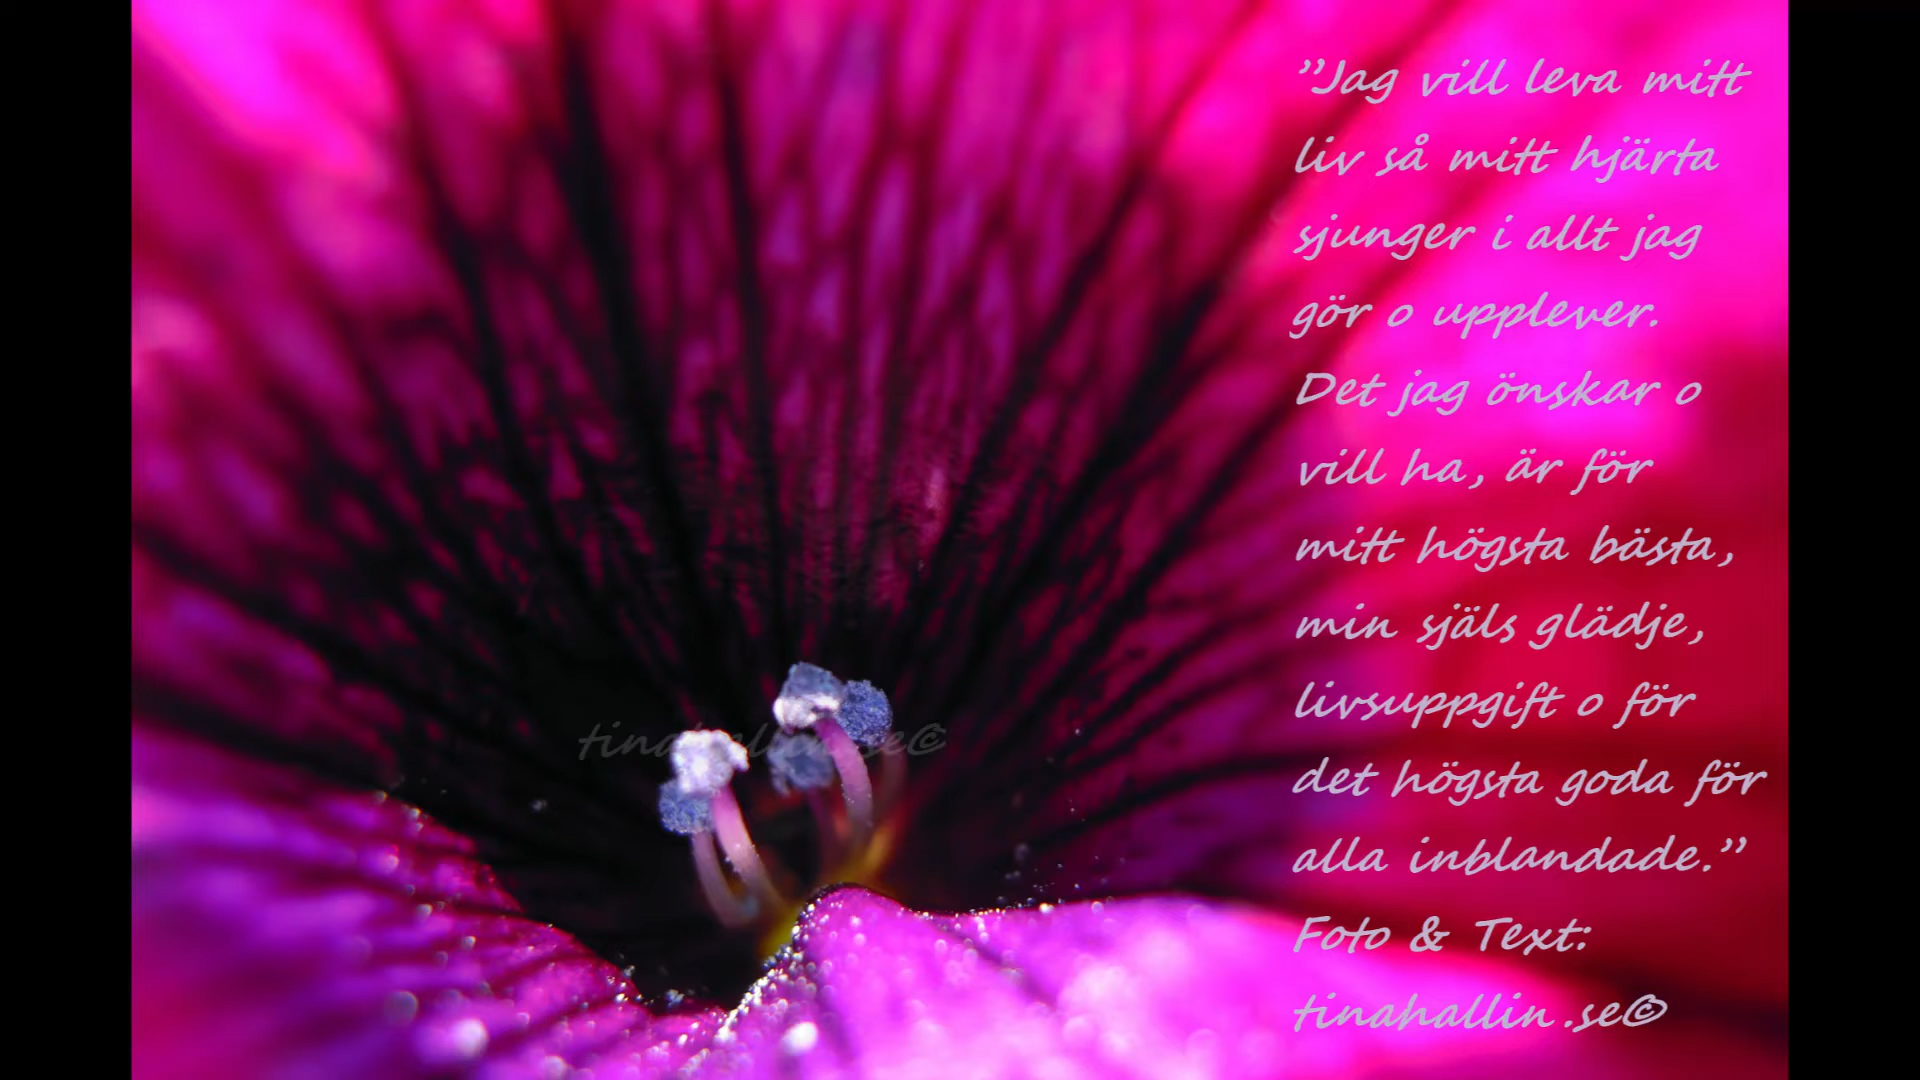 ”Jag vill leva mitt
liv så mitt hjärta
sjunger i allt jag
gör o upplever.
Det jag önskar o
vill ha, är för
mitt högsta bästa,
min själs glädje,
livsuppgift o för
det högsta goda för
alla inblandade.”
Foto & Text:
tinahallin.se©
tinahallin.se©